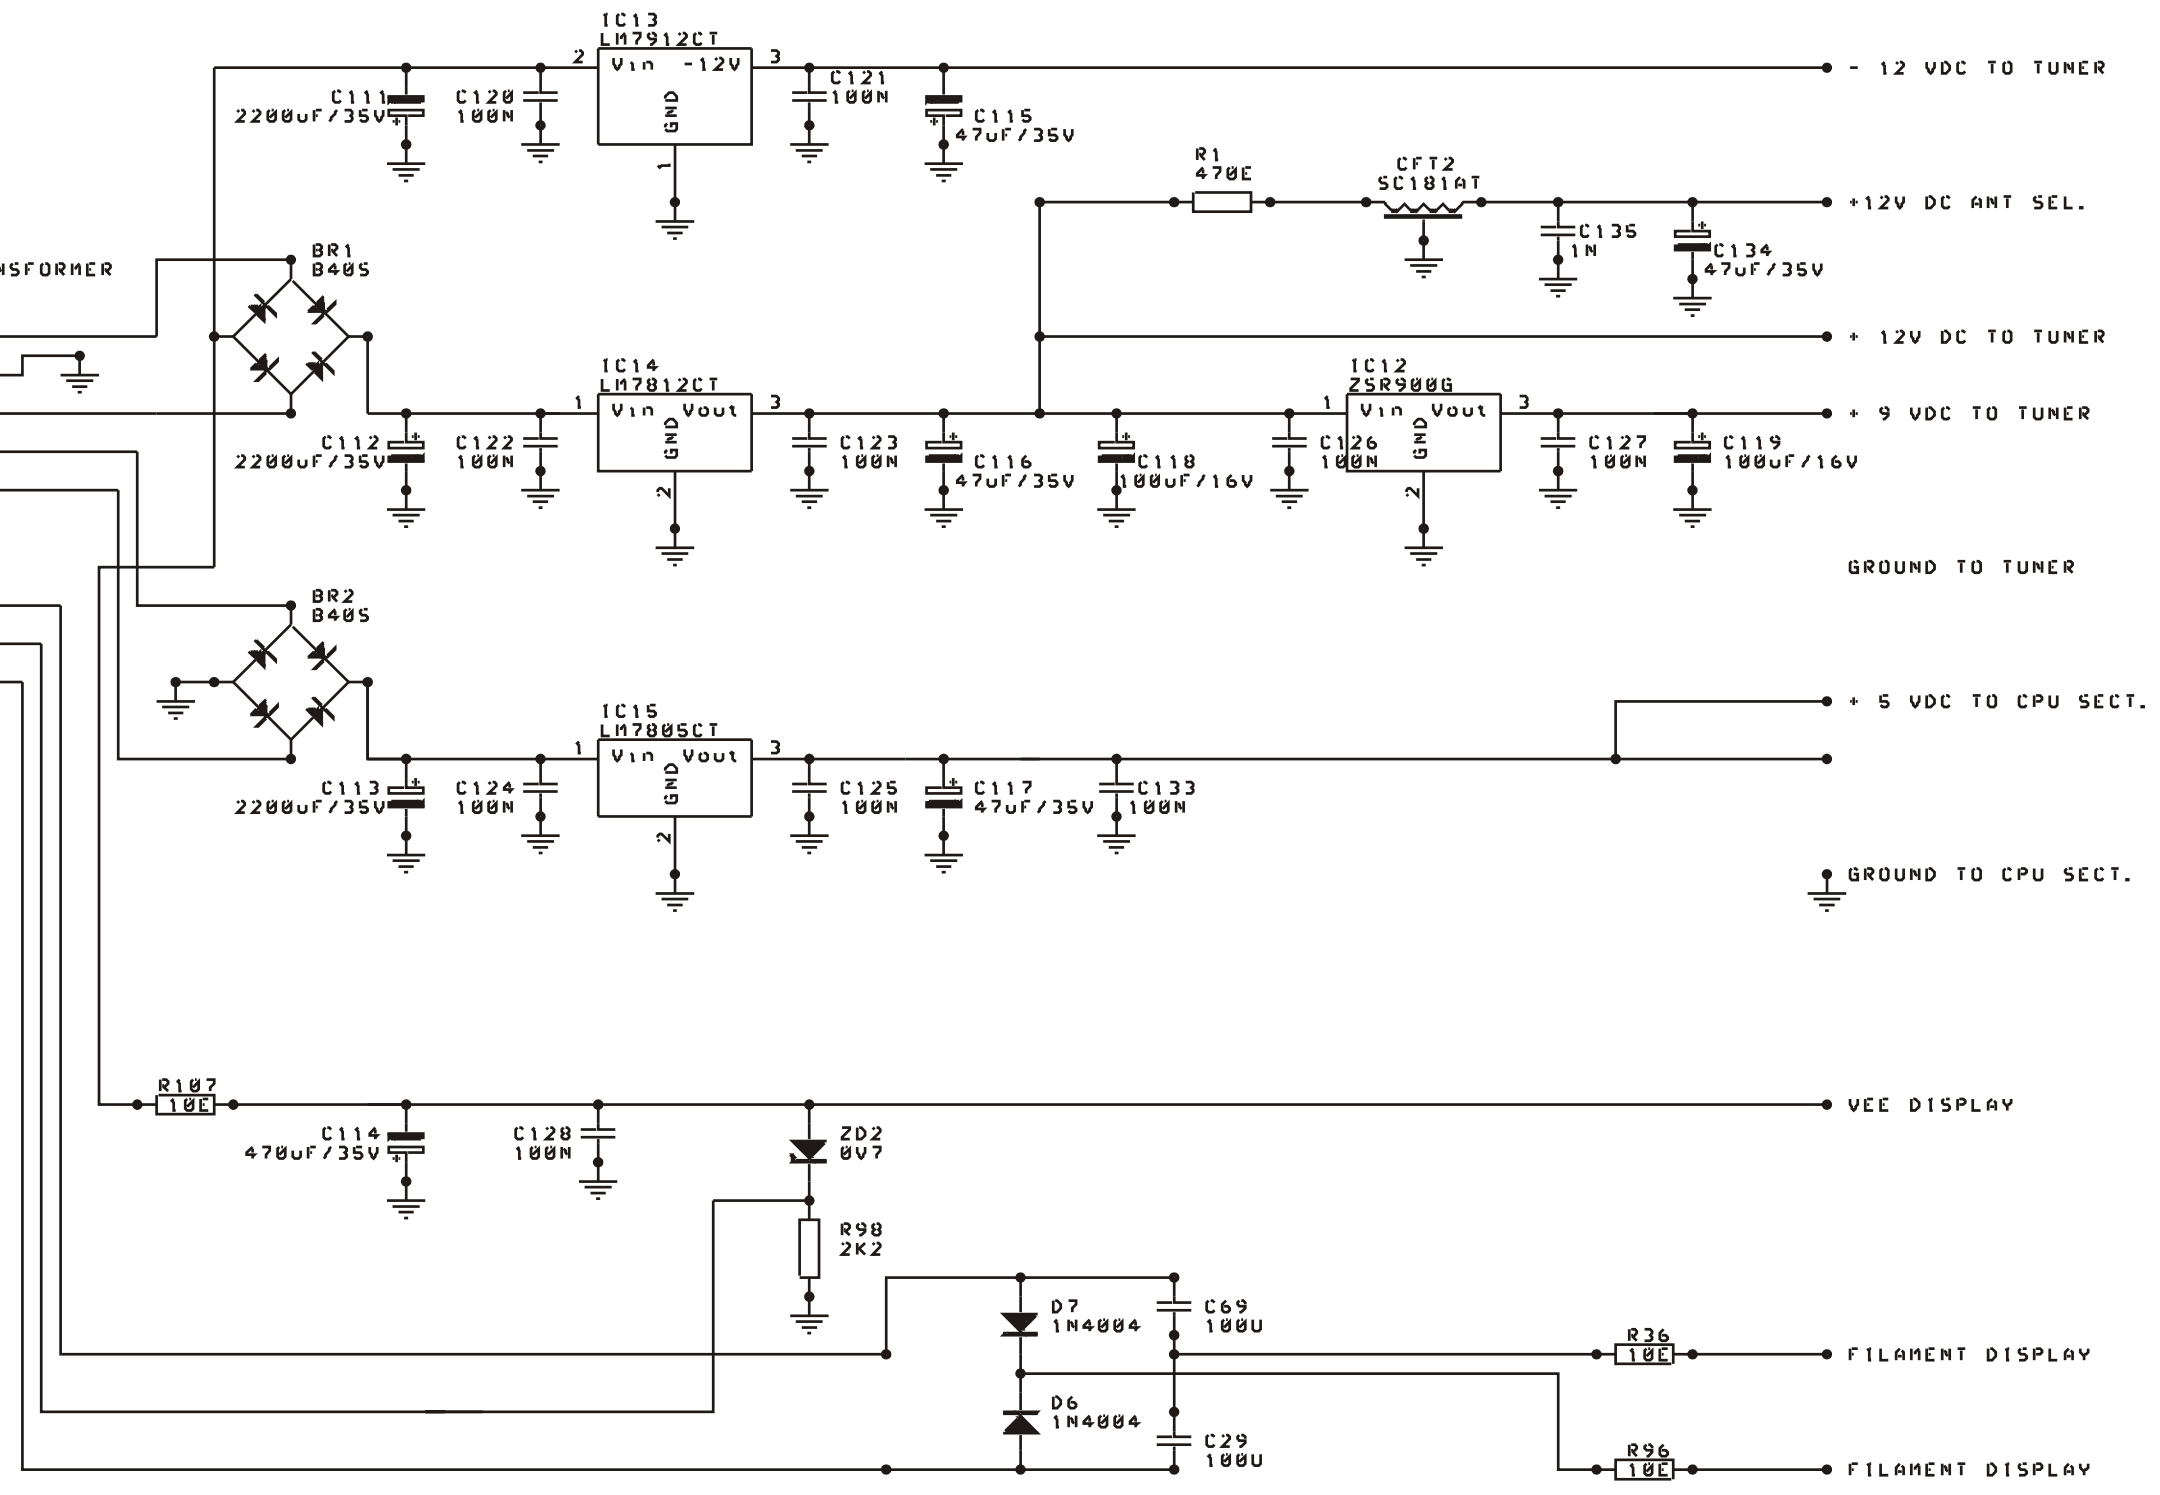 IC13
LM7912CT
2
Vin -12V
3
GND
1
C111
2200uF/35V
C120
100N
C121
100N
C115
47uF/35V
- 12 VDC TO TUNER
R1
470E
CFT2
SC181AT
+12V DC ANT SEL.
C135
1N
C134
47uF/35V
NSFORMER
BR1
B40S
+ 12V DC TO TUNER
IC14
LM7812CT
1
Vin Vout
3
GND
2
C112
2200uF/35V
C122
100N
C123
100N
C116
47uF/35V
C118
100uF/16V
C126
100N
IC12
ZSR900G
1
Vin Vout
3
GND
2
C127
100N
C119
100uF/16V
+ 9 VDC TO TUNER
GROUND TO TUNER
BR2
B40S
IC15
LM7805CT
1
Vin Vout
3
GND
2
C113
2200uF/35V
C124
100N
C125
100N
C117
47uF/35V
C133
100N
+ 5 VDC TO CPU SECT.
GROUND TO CPU SECT.
R107
10E
VEE DISPLAY
C114
470uF/35V
C128
100N
ZD2
0V7
R98
2K2
D7
1N4004
C69
100U
R36
10E
FILAMENT DISPLAY
D6
1N4004
C29
100U
R96
10E
FILAMENT DISPLAY